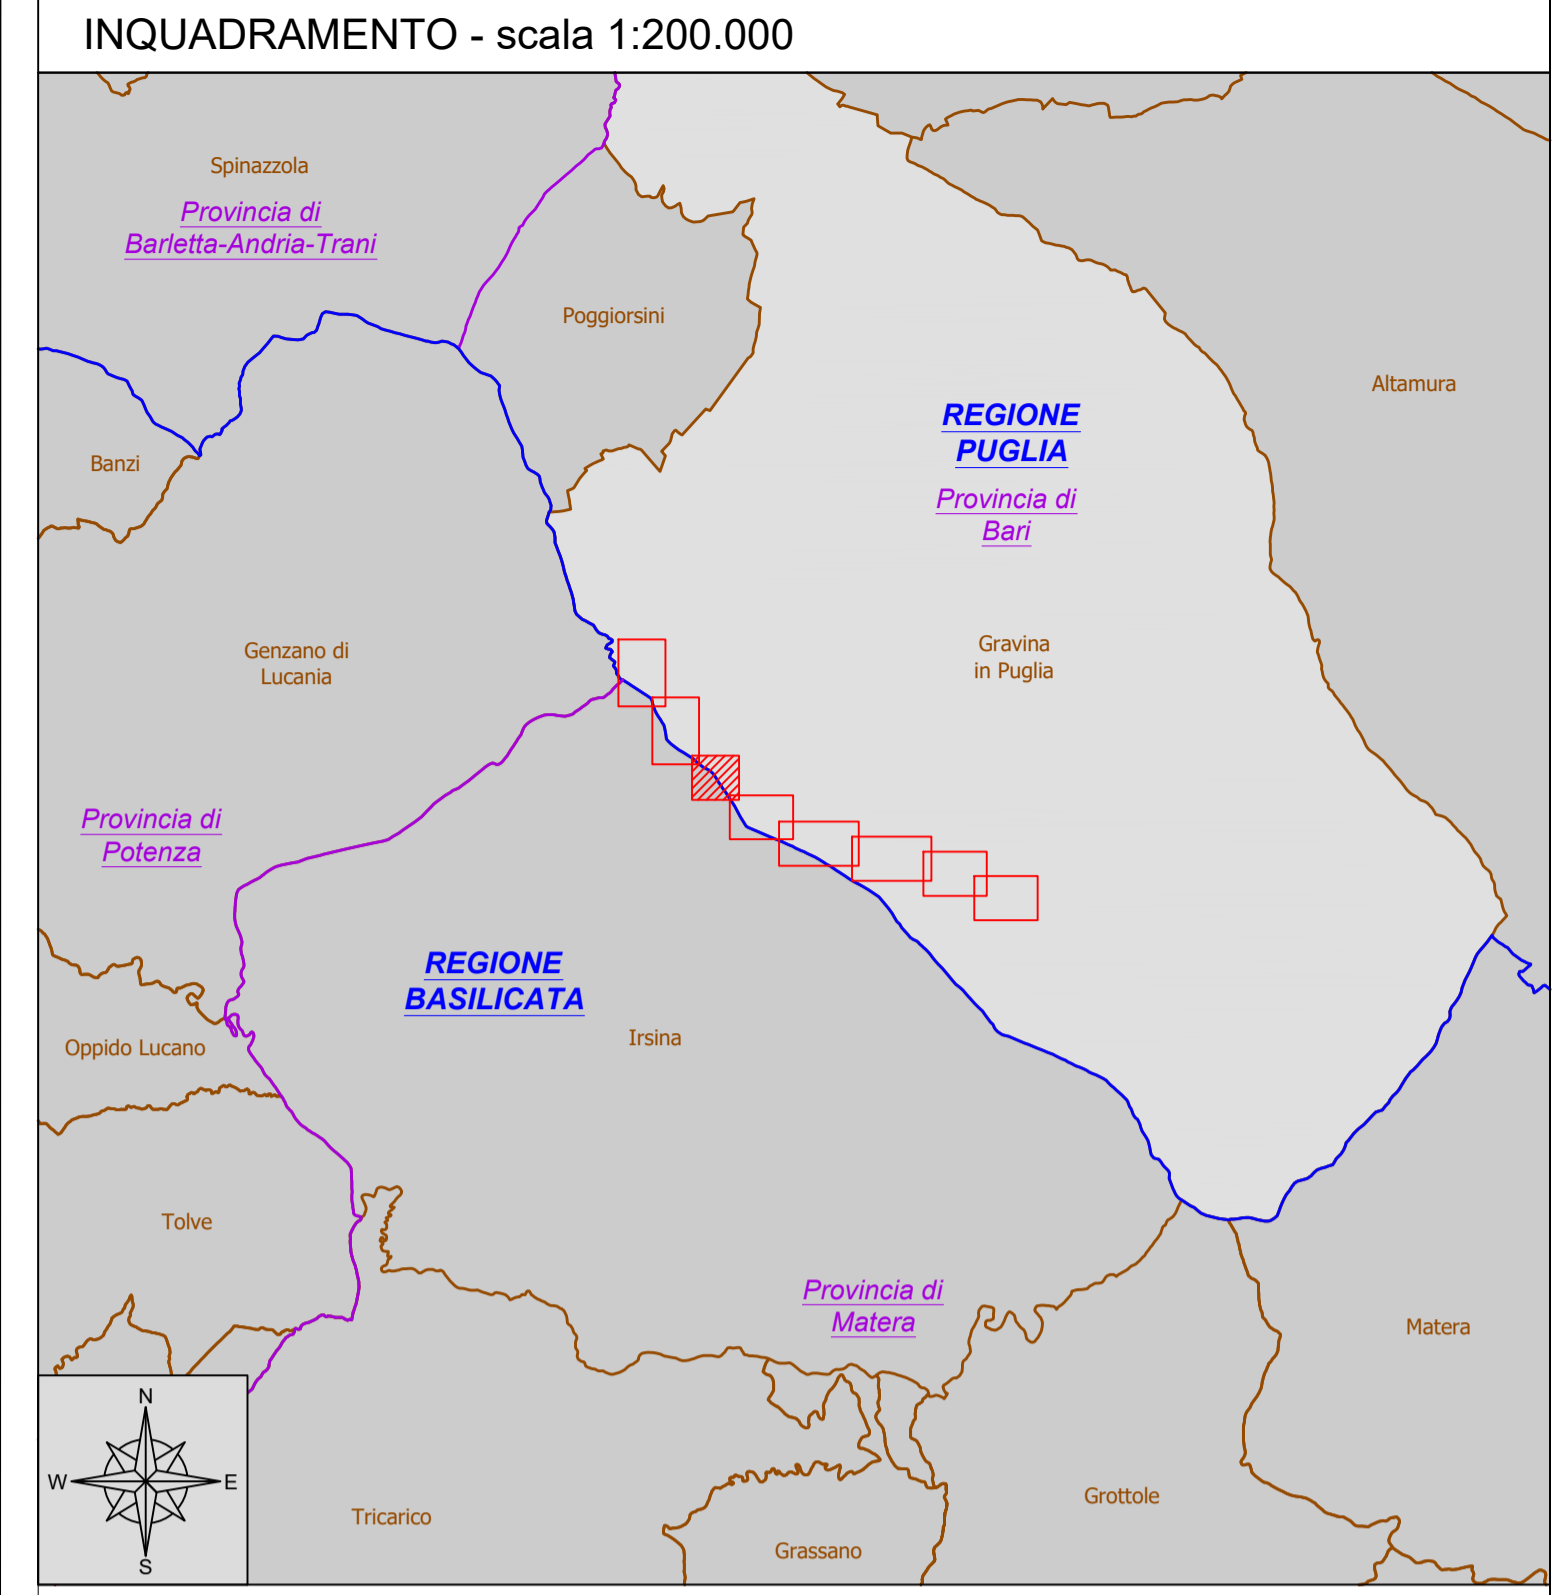 INQUADRAMENTO - scala 1:200.000
Spinazzola
Provincia di
Barletta-Andria-Trani
Poggiorsini
Altamura
REGIONE
PUGLIA
Banzi
Provincia di
Bari
Genzano di
Lucania
Gravina
in Puglia
Provincia di
Potenza
REGIONE
BASILICATA
Irsina
Oppido Lucano
Tolve
Provincia di
Matera
Matera
N
W
E
S
Tricarico
Grottole
Grassano